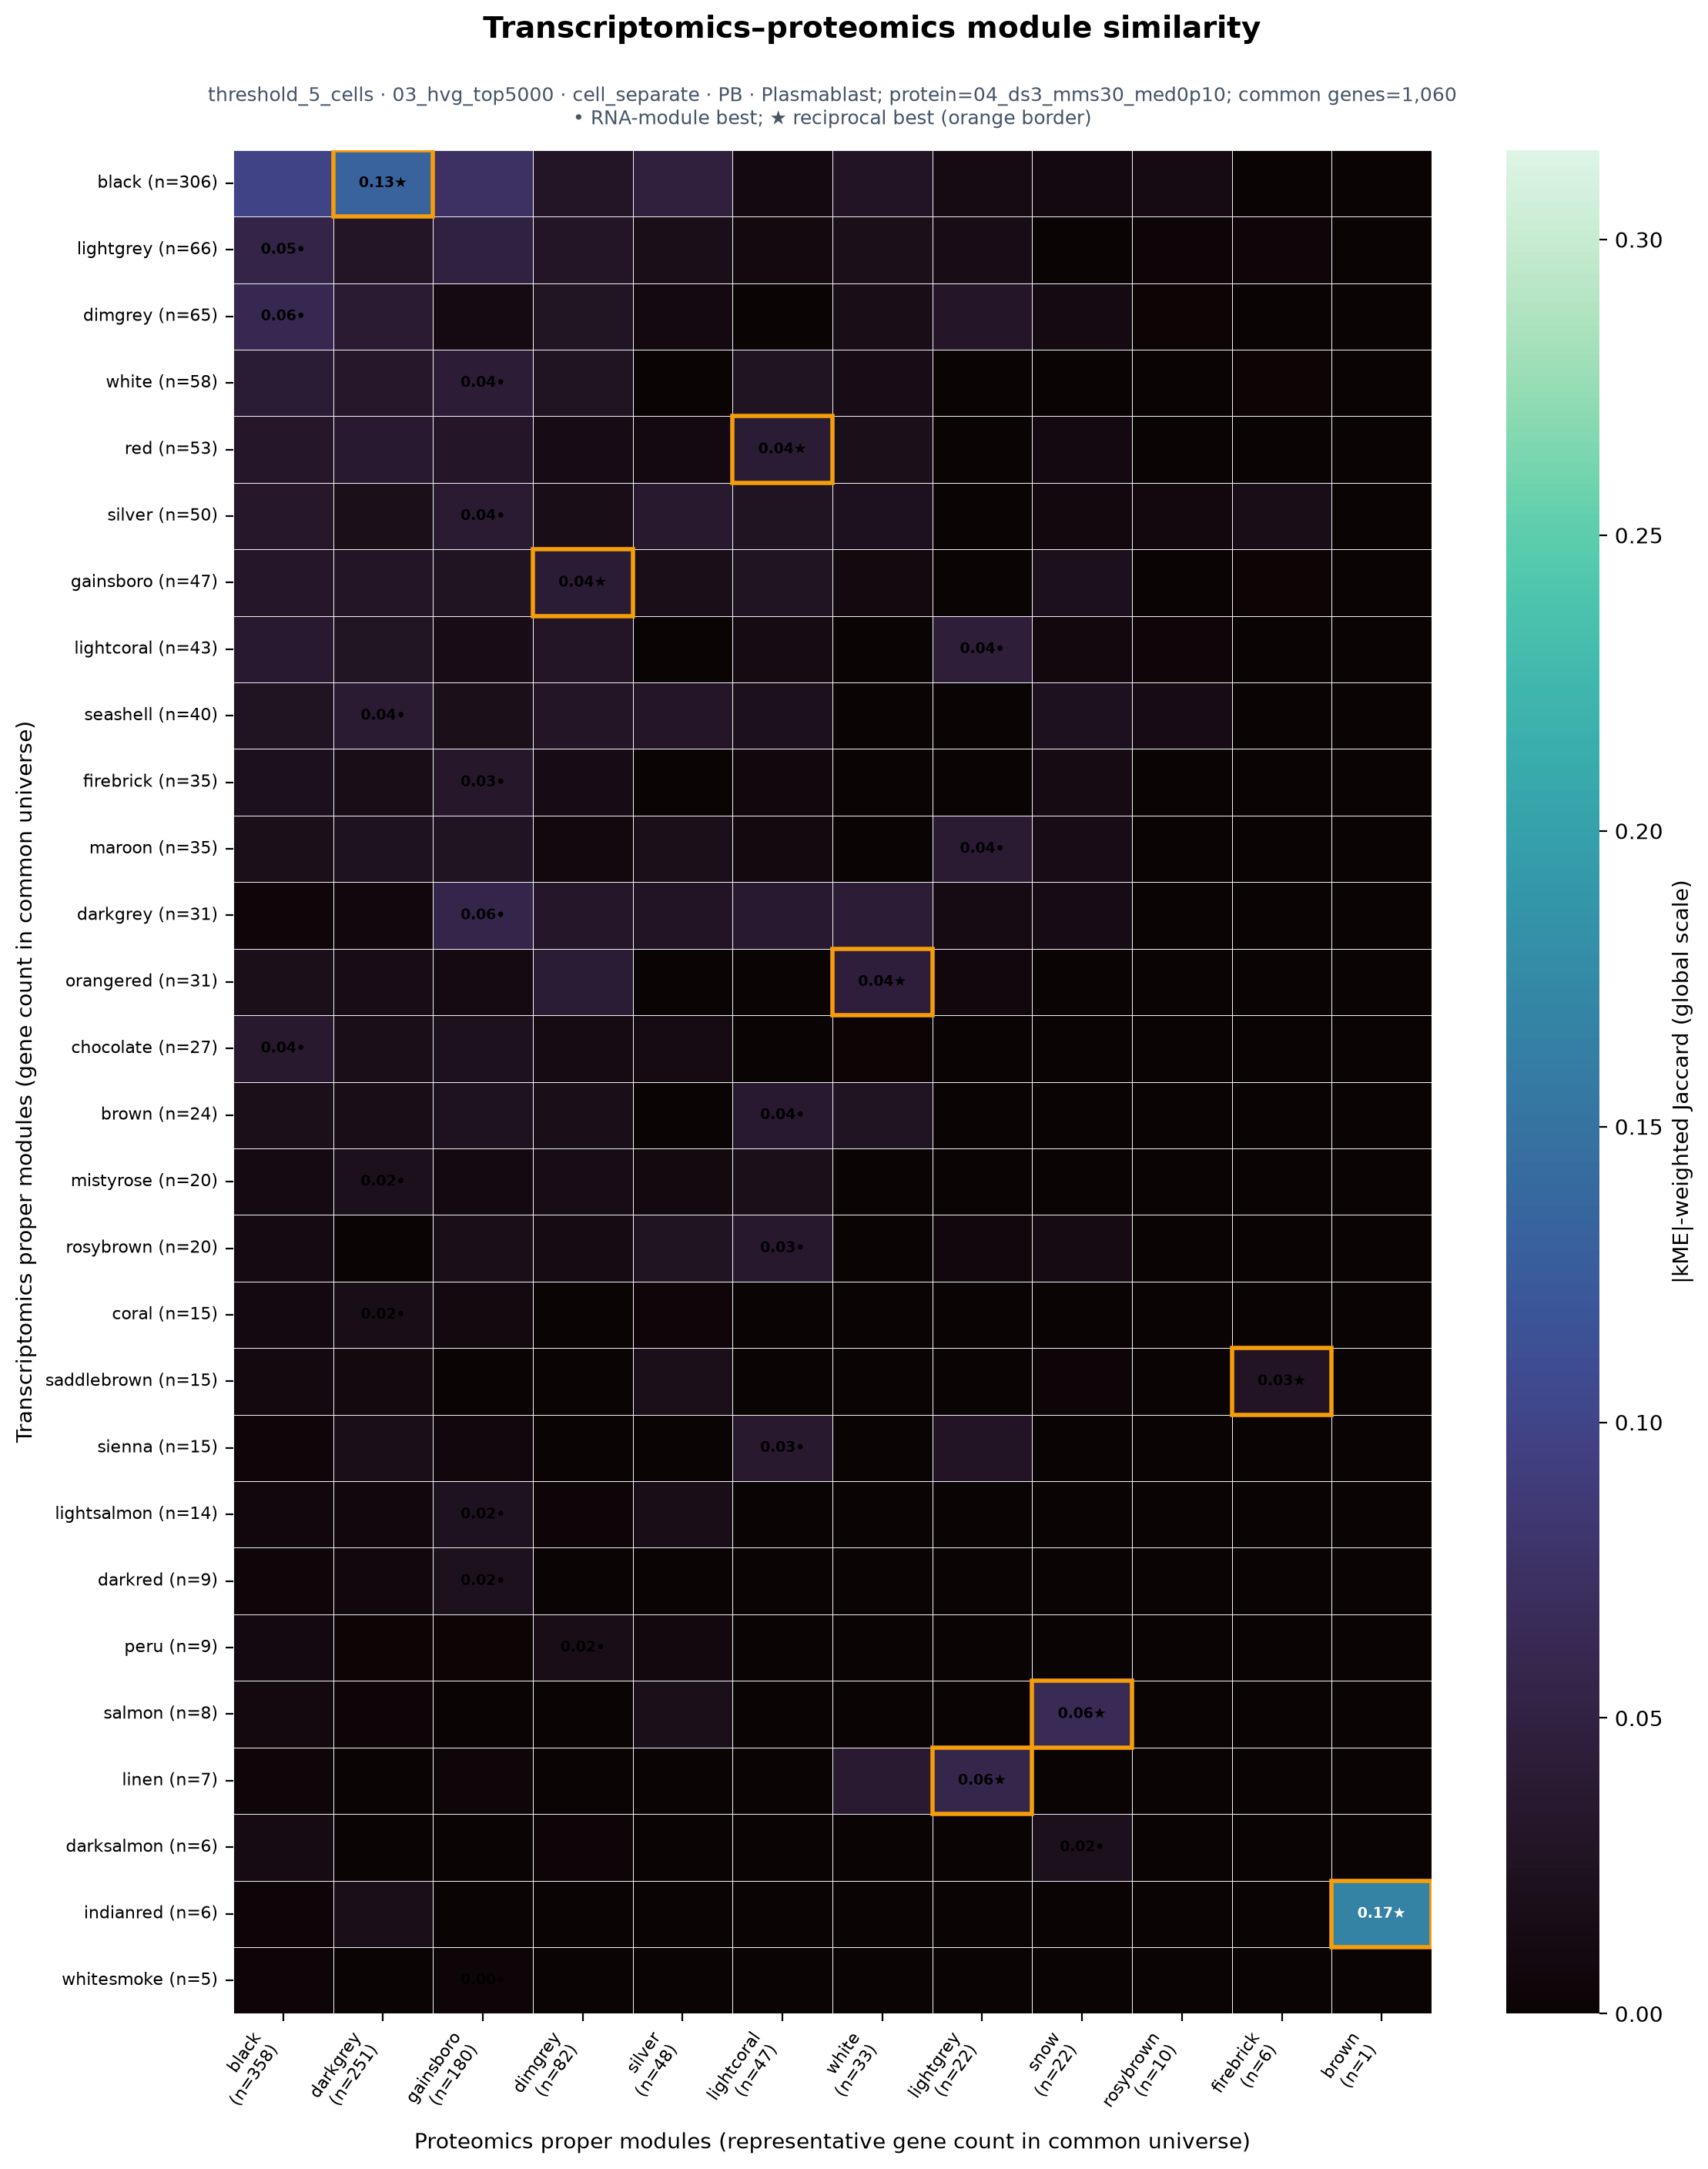 Transcriptomics–proteomics module similarity
threshold_5_cells · 03_hvg_top5000 · cell_separate · PB · Plasmablast; protein=04_ds3_mms30_med0p10; common genes=1,060
• RNA-module best; ★ reciprocal best (orange border)
Transcriptomics proper modules (gene count in common universe)
black (n=306)
0.13★
lightgrey (n=66)
0.05•
dimgrey (n=65)
0.06•
white (n=58)
0.04•
red (n=53)
0.04★
silver (n=50)
0.04•
gainsboro (n=47)
0.04★
lightcoral (n=43)
0.04•
seashell (n=40)
0.04•
firebrick (n=35)
0.03•
maroon (n=35)
0.04•
darkgrey (n=31)
0.06•
orangered (n=31)
0.04★
chocolate (n=27)
0.04•
brown (n=24)
0.04•
mistyrose (n=20)
0.02•
rosybrown (n=20)
0.03•
coral (n=15)
0.02•
saddlebrown (n=15)
0.03★
sienna (n=15)
0.03•
lightsalmon (n=14)
0.02•
darkred (n=9)
0.02•
peru (n=9)
0.02•
salmon (n=8)
0.06★
linen (n=7)
0.06★
darksalmon (n=6)
0.02•
indianred (n=6)
0.17★
whitesmoke (n=5)
0.00•
black
(n=358)
darkgrey
(n=251)
gainsboro
(n=180)
dimgrey
(n=82)
silver
(n=48)
lightcoral
(n=47)
white
(n=33)
lightgrey
(n=22)
snow
(n=22)
rosybrown
(n=10)
firebrick
(n=6)
brown
(n=1)
Proteomics proper modules (representative gene count in common universe)
0.30
0.25
0.20
0.15
0.10
0.05
0.00
|kME|-weighted Jaccard (global scale)